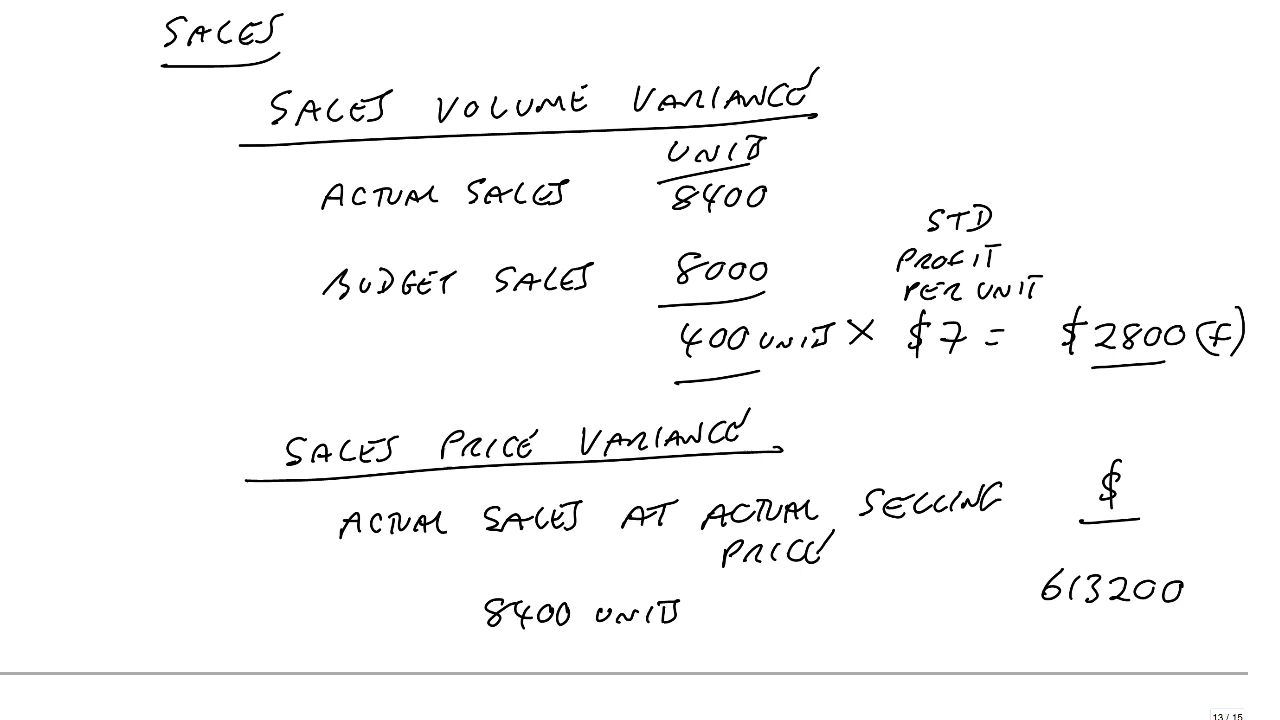 SALES
SALES VOLUME VARIANCE
UNITS
ACTUAL SALES 8400
STD
PROFIT
BUDGET SALES 8000
PER UNIT
400 UNITS × $7 = $2800 (F)
SALES PRICE VARIANCE
$
ACTUAL SALES AT ACTUAL SELLING
PRICE
613200
8400 UNITS
13 / 15